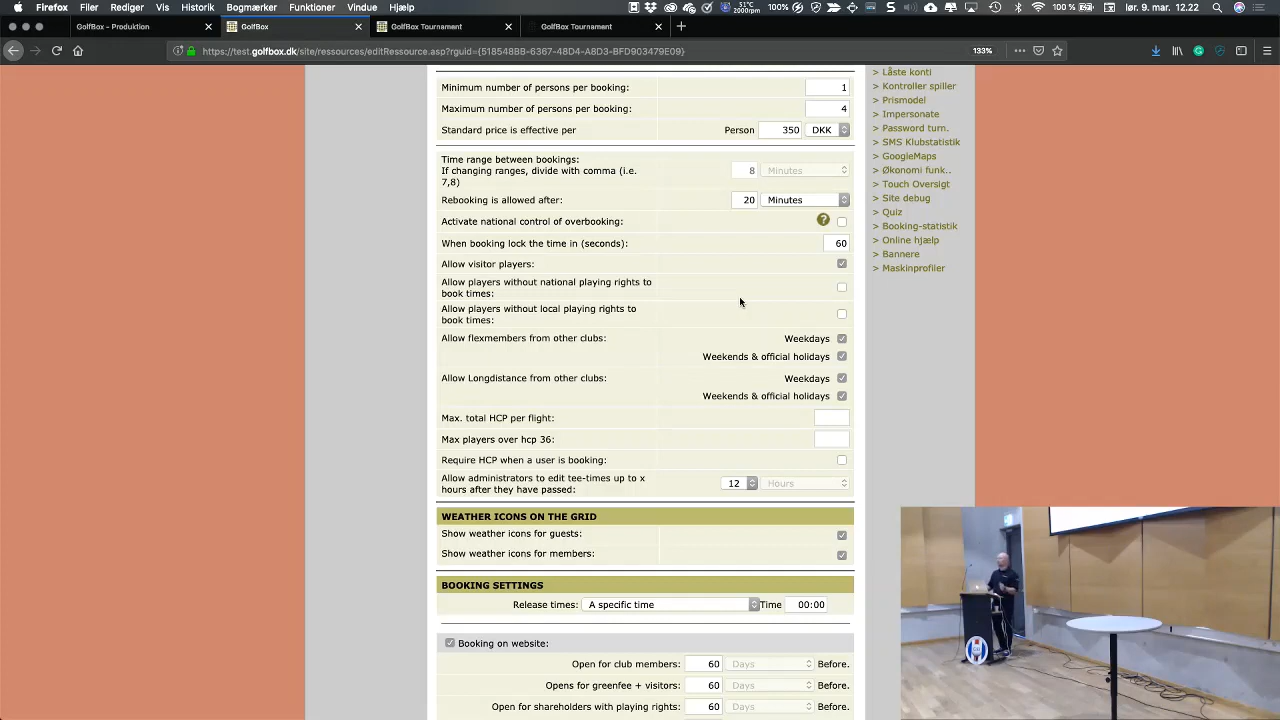 Firefox Arkiv Rediger Vis Historik Bogmærker Værktøjer Funktioner Vindue Hjælp
33°C
2000rpm
100%
lør. 5. mar. 12.22
GolfBox - Produktion
GolfBox
GolfBox Tournament
GolfBox Tournament
https://test.golfbox.dk/site/ressources/editRessource.asp?rguid={518548BB-6367-48D4-A8D3-BFD903479E09}
133%
Minimum number of persons per booking: 1
Maximum number of persons per booking: 4
Standard price is effective per Person 350 DKK
Time range between bookings:
If changing ranges, divide with comma (i.e.
7,8)
8 Minutes
Rebooking is allowed after: 20 Minutes
Activate national control of overbooking: ?
When booking lock the time in (seconds): 60
Allow visitor players:
Allow players without national playing rights to
book times:
Allow players without local playing rights to
book times:
Allow flexmembers from other clubs: Weekdays
Weekends & official holidays
Allow Longdistance from other clubs: Weekdays
Weekends & official holidays
Max. total HCP per flight:
Max players over hcp 36:
Require HCP when a user is booking:
Allow administrators to edit tee-times up to x
hours after they have passed:
12 Hours
WEATHER ICONS ON THE GRID
Show weather icons for guests:
Show weather icons for members:
BOOKING SETTINGS
Release times: A specific time Time 00:00
Booking on website:
Open for club members: 60 Days Before.
Opens for greenfee + visitors: 60 Days Before.
Open for shareholders with playing rights: 60 Days Before.
> Låste konti
> Kontroller spiller
> Prismodel
> Impersonate
> Password turn.
> SMS Klubstatistik
> GoogleMaps
> Økonomi funk..
> Touch Oversigt
> Site debug
> Quiz
> Booking-statistik
> Online hjælp
> Bannere
> Maskinprofiler